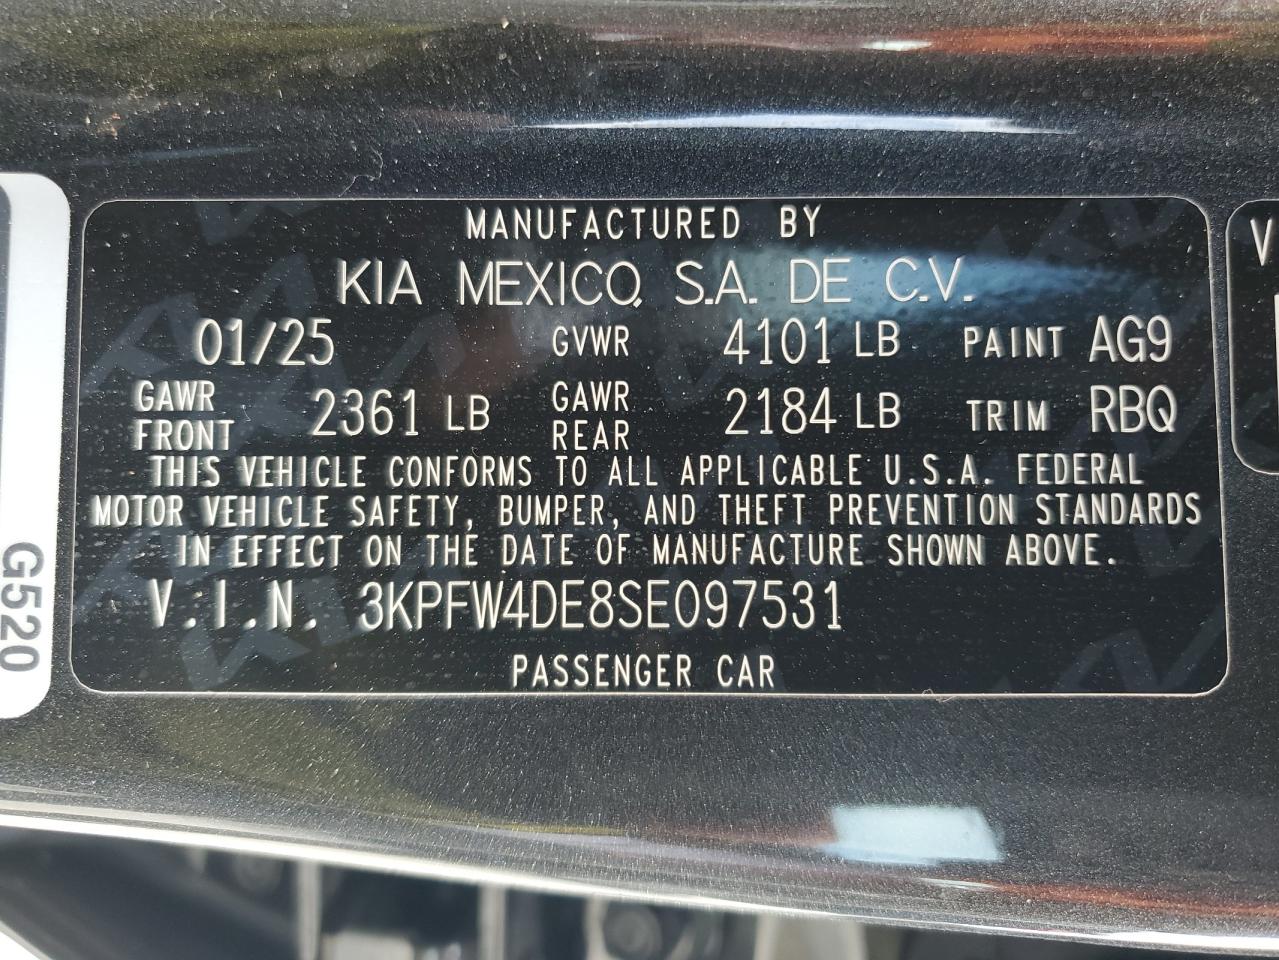 MANUFACTURED BY
KIA MEXICO, S.A. DE C.V.
01/25 GVWR 4101 LB PAINT AG9
GAWR FRONT 2361 LB GAWR REAR 2184 LB TRIM RBQ
THIS VEHICLE CONFORMS TO ALL APPLICABLE U.S.A. FEDERAL
MOTOR VEHICLE SAFETY, BUMPER, AND THEFT PREVENTION STANDARDS
IN EFFECT ON THE DATE OF MANUFACTURE SHOWN ABOVE.
V.I.N. 3KPFW4DE8SE097531
PASSENGER CAR
G520
V